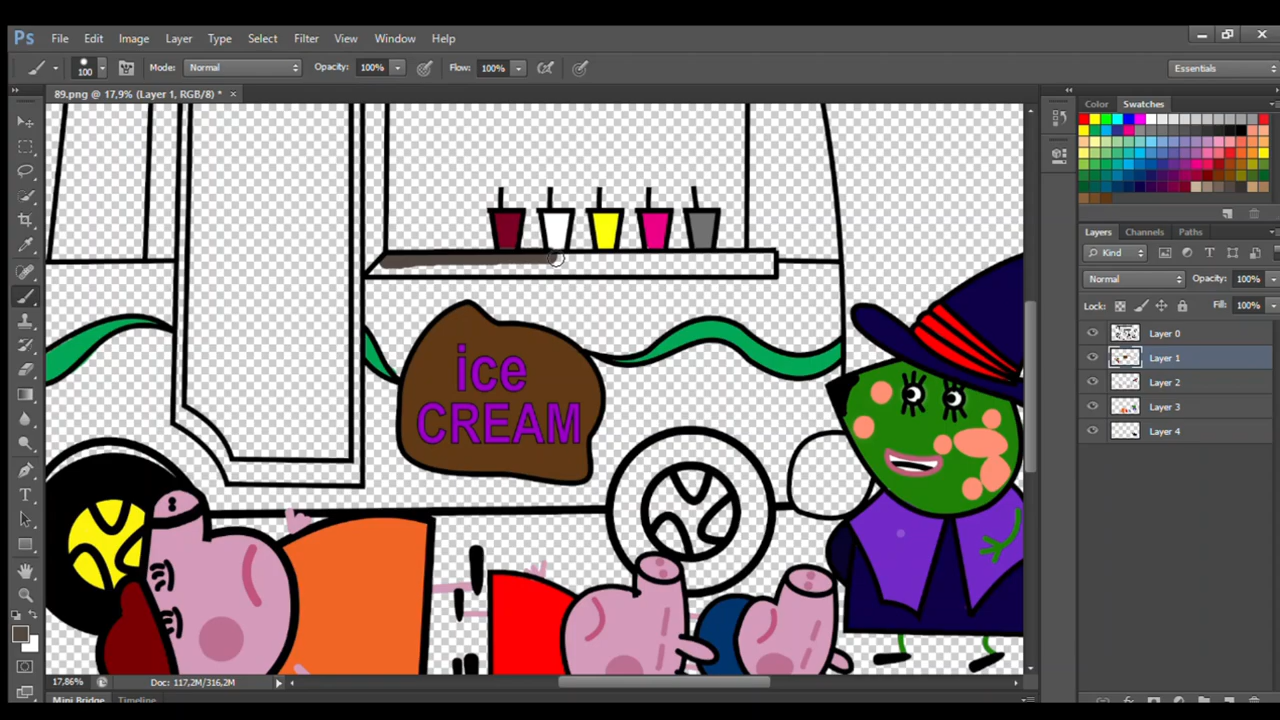 Ps File Edit Image Layer Type Select Filter View Window Help
100 Mode: Normal Opacity: 100% Flow: 100% Essentials
89.png @ 17,9% (Layer 1, RGB/8) *
Color Swatches
Layers Channels Paths
Kind
Normal Opacity: 100%
Lock: Fill: 100%
Layer 0
Layer 1
Layer 2
Layer 3
Layer 4
ice
CREAM
17,86% Doc: 117,2M/316,2M
Mini Bridge Timeline